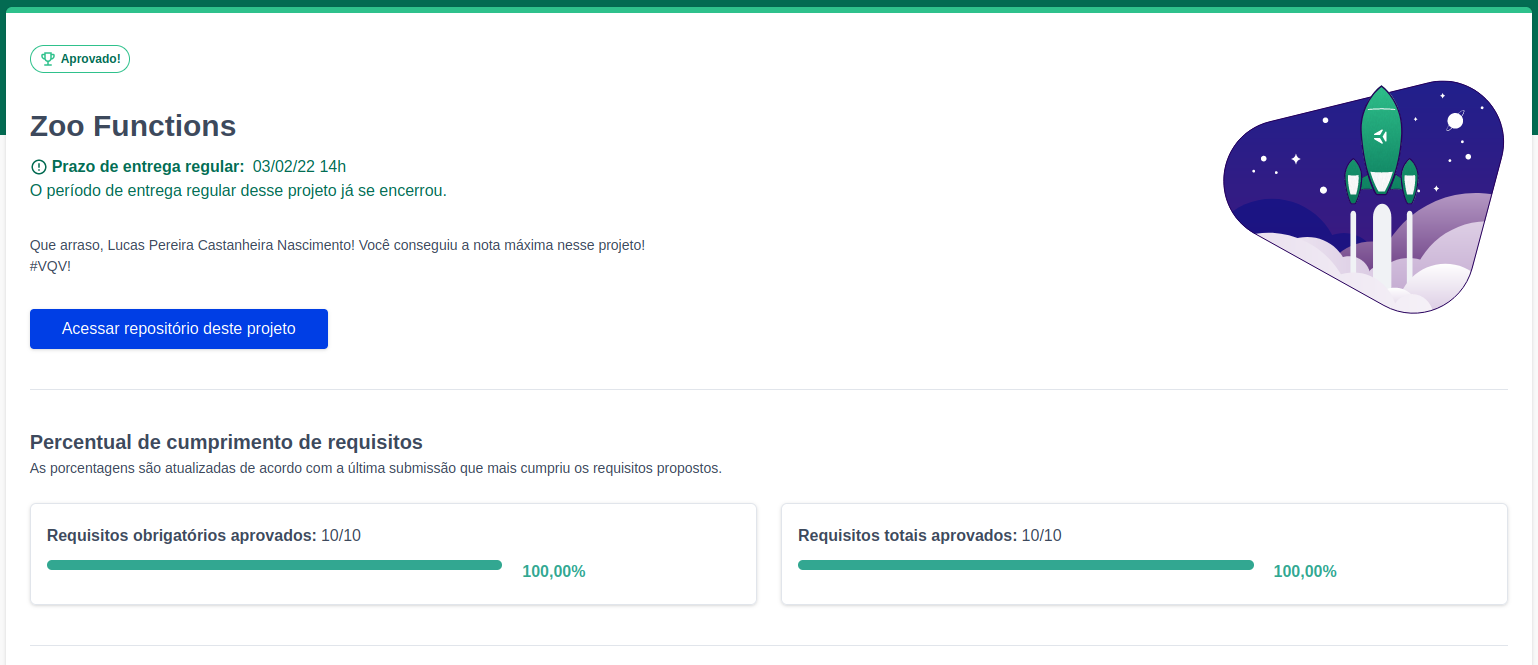 Aprovado!
Zoo Functions
Prazo de entrega regular: 03/02/22 14h
O período de entrega regular desse projeto já se encerrou.
Que arraso, Lucas Pereira Castanheira Nascimento! Você conseguiu a nota máxima nesse projeto!
#VQV!
Acessar repositório deste projeto
Percentual de cumprimento de requisitos
As porcentagens são atualizadas de acordo com a última submissão que mais cumpriu os requisitos propostos.
Requisitos obrigatórios aprovados: 10/10
100,00%
Requisitos totais aprovados: 10/10
100,00%